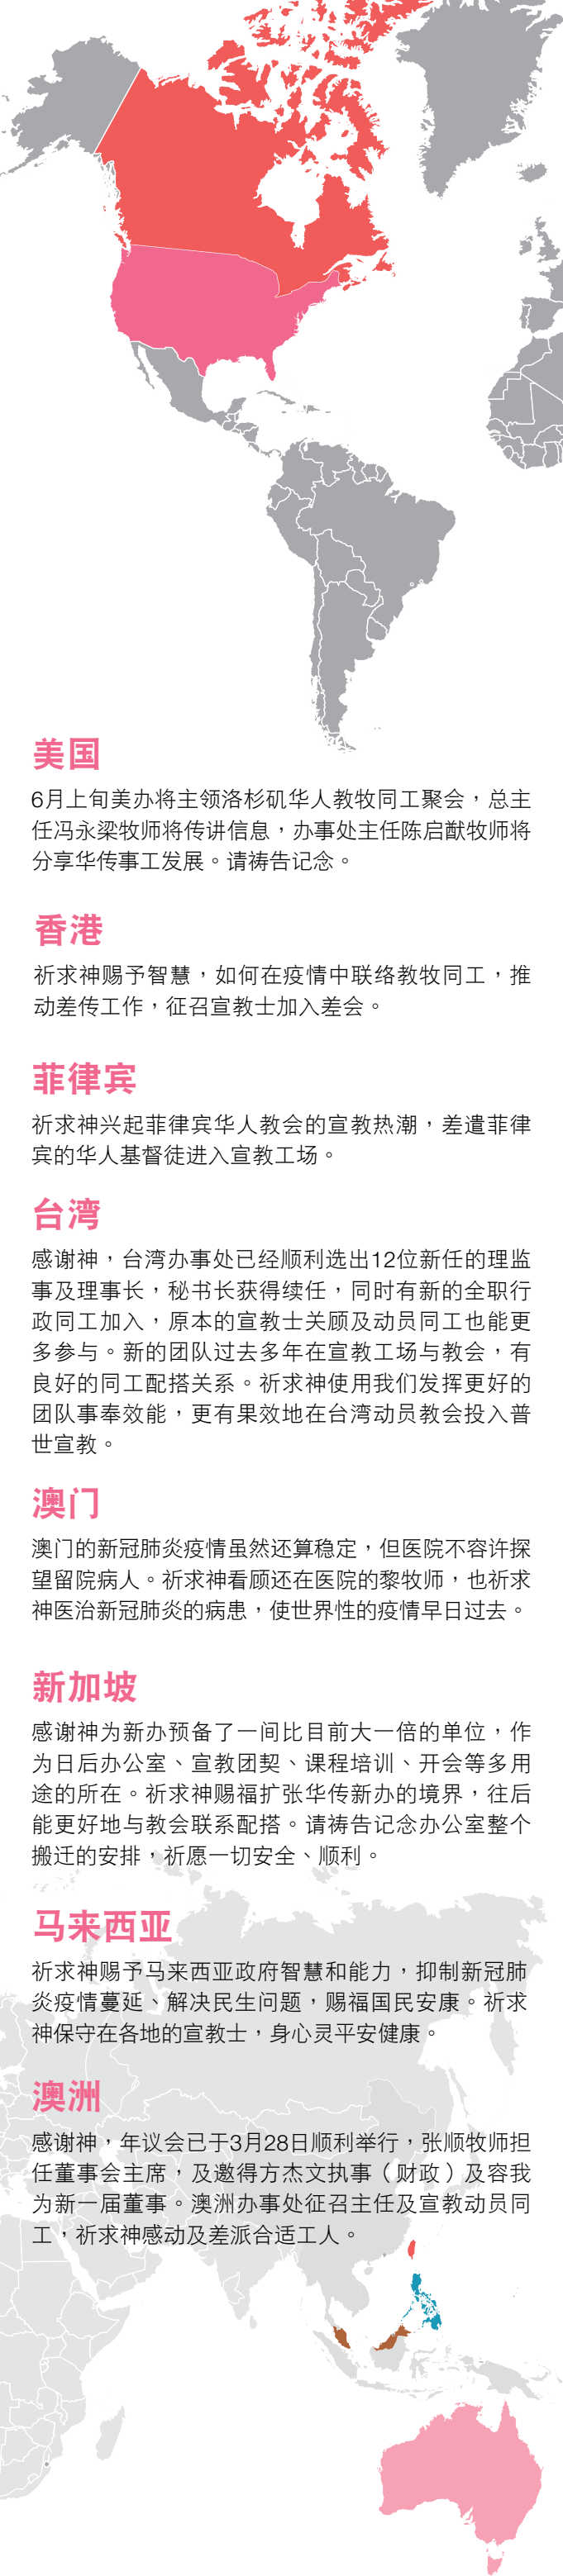 美国
6月上旬美办将主领洛杉矶华人教牧同工聚会，总主
任冯永梁牧师将传讲信息，办事处主任陈启猷牧师将
分享华传事工发展。请祷告记念。
香港
祈求神赐予智慧，如何在疫情中联络教牧同工，推
动差传工作，征召宣教士加入差会。
菲律宾
祈求神兴起菲律宾华人教会的宣教热潮，差遣菲律
宾的华人基督徒进入宣教工场。
台湾
感谢神，台湾办事处已经顺利选出12位新任的理监
事及理事长，秘书长获得续任，同时有新的全职行
政同工加入，原本的宣教士关顾及动员同工也能更
多参与。新的团队过去多年在宣教工场与教会，有
良好的同工配搭关系。祈求神使用我们发挥更好的
团队事奉效能，更有果效地在台湾动员教会投入普
世宣教。
澳门
澳门的新冠肺炎疫情虽然还算稳定，但医院不容许探
望留院病人。祈求神看顾还在医院的黎牧师，也祈求
神医治新冠肺炎的病患，使世界性的疫情早日过去。
新加坡
感谢神为新办预备了一间比目前大一倍的单位，作
为日后办公室、宣教团契、课程培训、开会等多用
途的所在。祈求神赐福扩张华传新办的境界，往后
能更好地与教会联系配搭。请祷告记念办公室整个
搬迁的安排，祈愿一切安全、顺利。
马来西亚
祈求神赐予马来西亚政府智慧和能力，抑制新冠肺
炎疫情蔓延、解决民生问题，赐福国民安康。祈求
神保守在各地的宣教士，身心灵平安健康。
澳洲
感谢神，年议会已于3月28日顺利举行，张顺牧师担
任董事会主席，及邀得方杰文执事（财政）及容我
为新一届董事。澳洲办事处征召主任及宣教动员同
工，祈求神感动及差派合适工人。